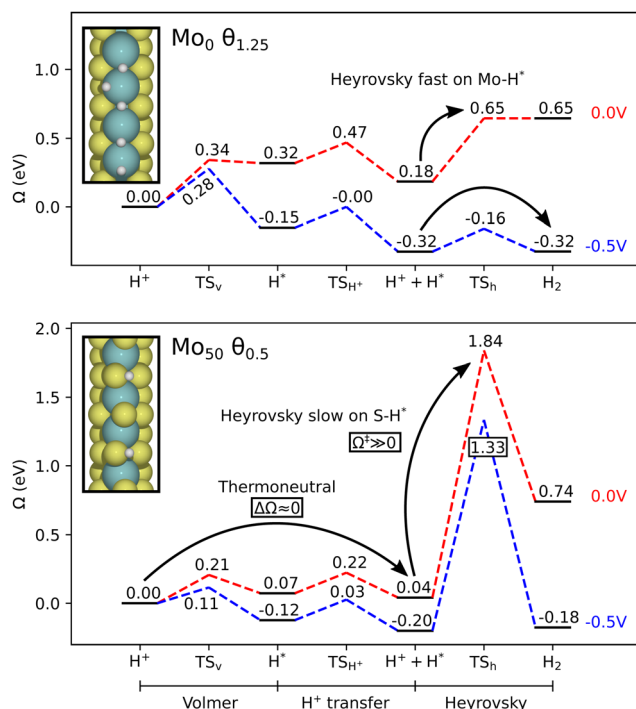 Mo₀ θ₁.₂₅
Ω (eV)
1.0
0.5
0.0
Heyrovsky fast on Mo-H*
0.00
0.34
0.28
0.32
-0.15
0.47
-0.00
0.18
-0.32
0.65
-0.16
0.65
-0.32
0.0V
-0.5V
H⁺ TSᵥ H* TS_H⁺ H⁺ + H* TSₕ H₂
Mo₅₀ θ₀.₅
Ω (eV)
2.0
1.5
1.0
0.5
0.0
Heyrovsky slow on S-H*
Ω‡≫0
Thermoneutral
ΔΩ≈0
0.00
0.21
0.11
0.07
-0.12
0.22
0.03
0.04
-0.20
1.84
1.33
0.74
-0.18
0.0V
-0.5V
H⁺ TSᵥ H* TS_H⁺ H⁺ + H* TSₕ H₂
Volmer H⁺ transfer Heyrovsky